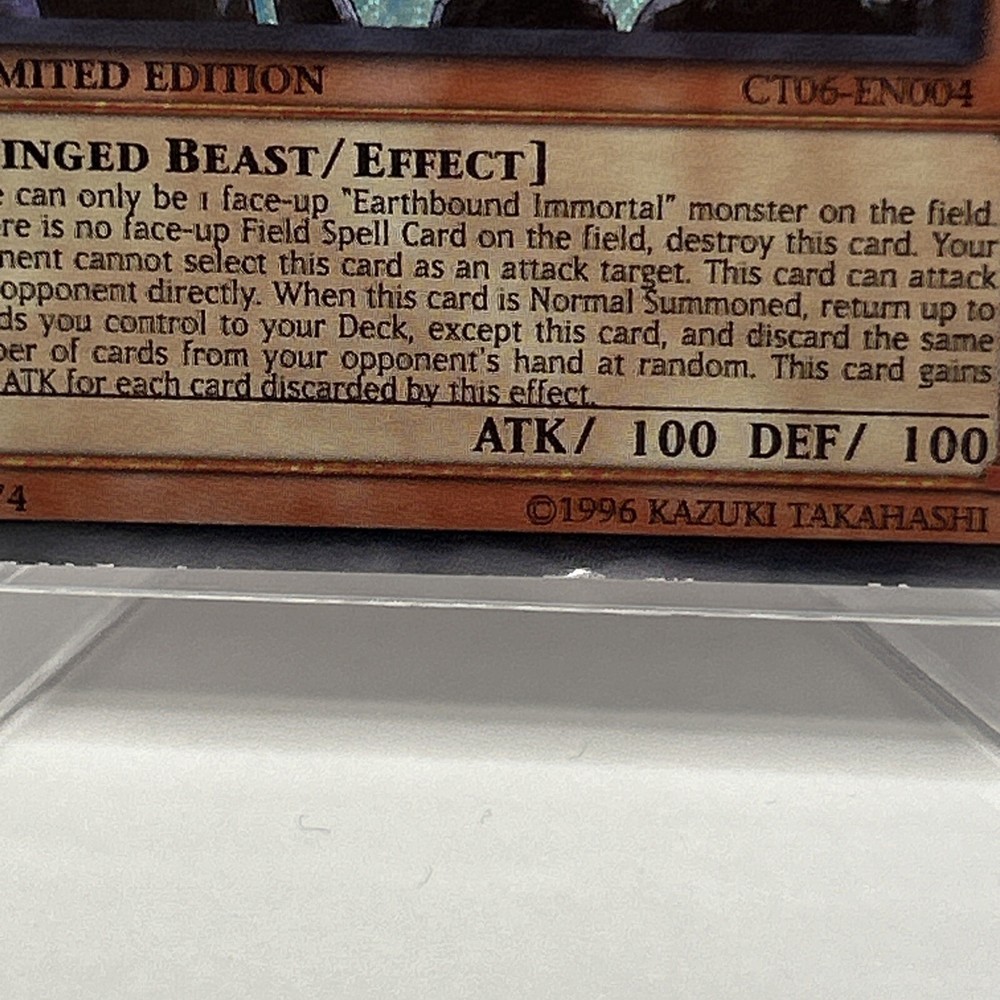 MITED EDITION
CT06-EN004
INGED BEAST/EFFECT]
can only be 1 face-up "Earthbound Immortal" monster on the field.
re is no face-up Field Spell Card on the field, destroy this card. Your
nent cannot select this card as an attack target. This card can attack
opponent directly. When this card is Normal Summoned, return up to
ds you control to your Deck, except this card, and discard the same
ber of cards from your opponent's hand at random. This card gains
ATK for each card discarded by this effect.
ATK/ 100 DEF/ 100
74
©1996 KAZUKI TAKAHASHI